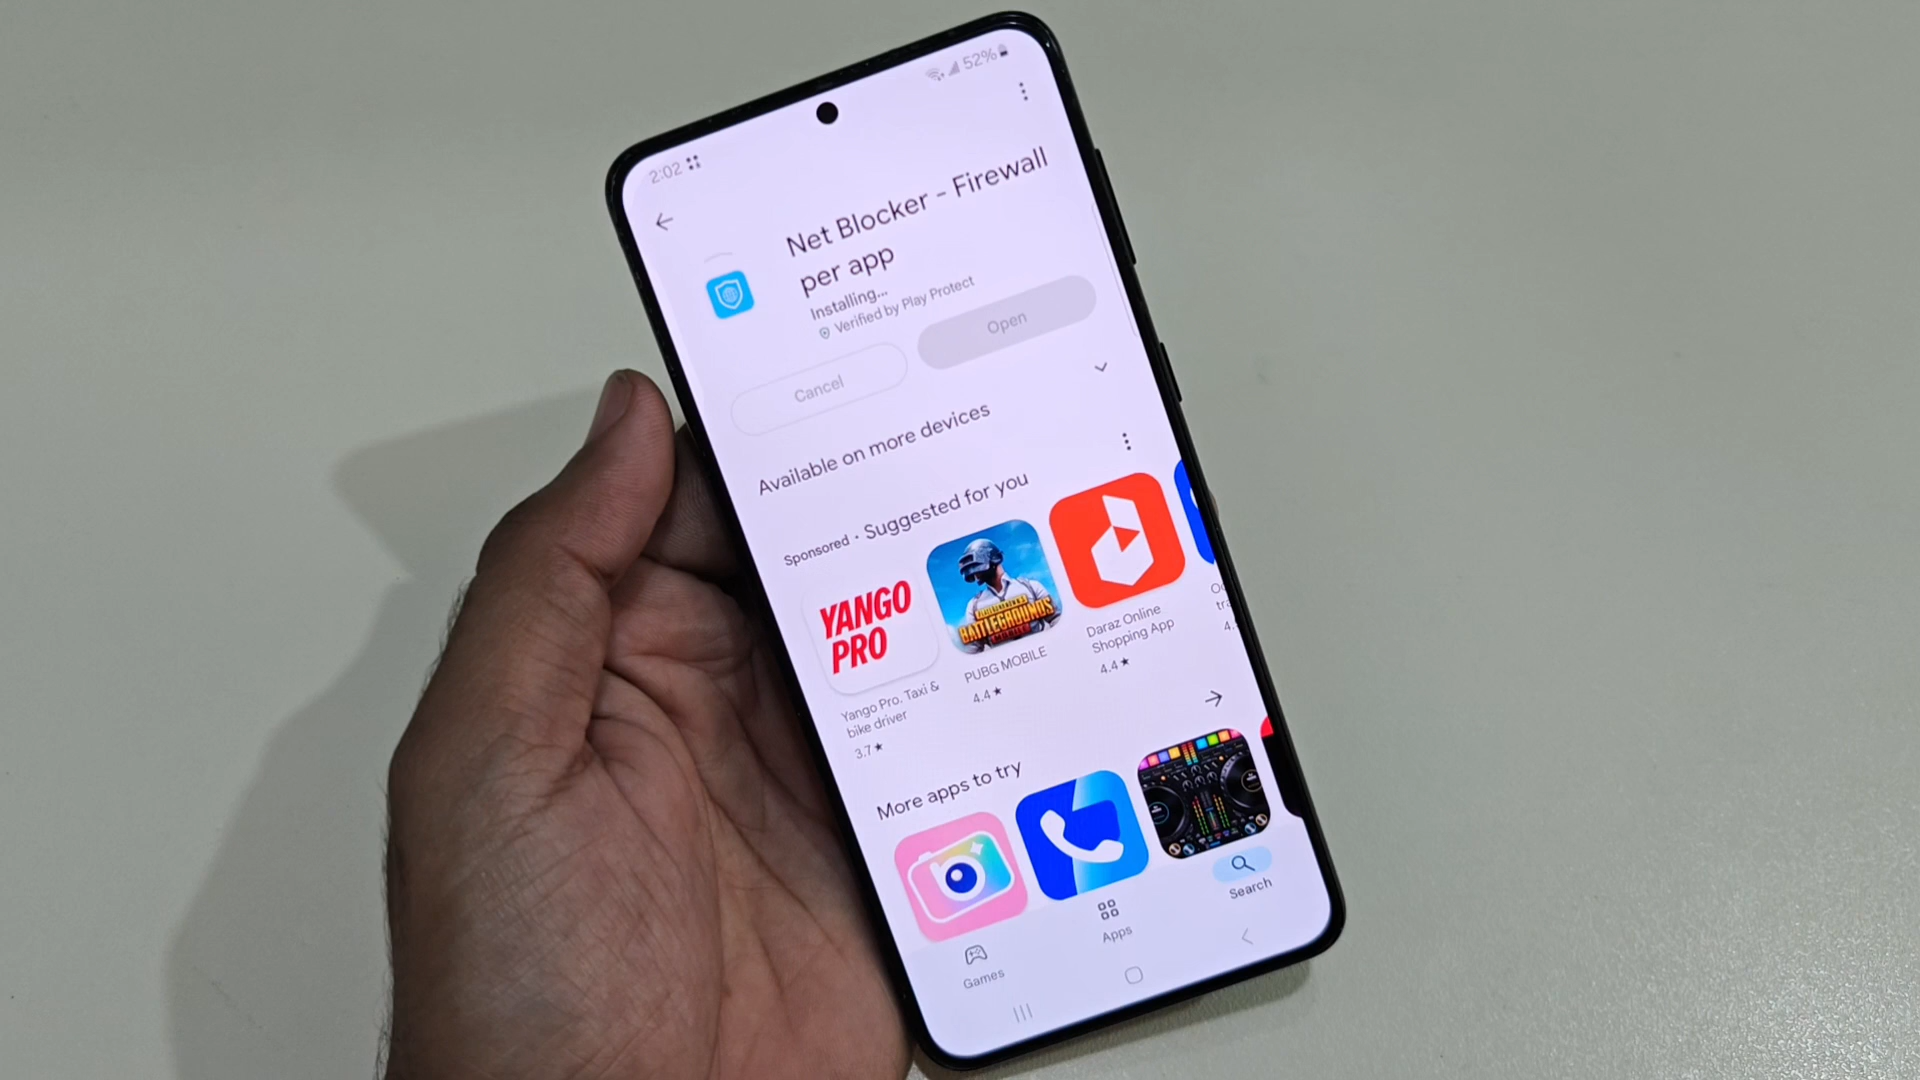 2:02
52%
Net Blocker - Firewall
per app
Installing...
Verified by Play Protect
Cancel
Open
Available on more devices
Sponsored · Suggested for you
YANGO
PRO
BATTLEGROUNDS
Yango Pro. Taxi &
bike driver
3.7★
PUBG MOBILE
4.4★
Daraz Online
Shopping App
4.4★
More apps to try
Games
Apps
Search